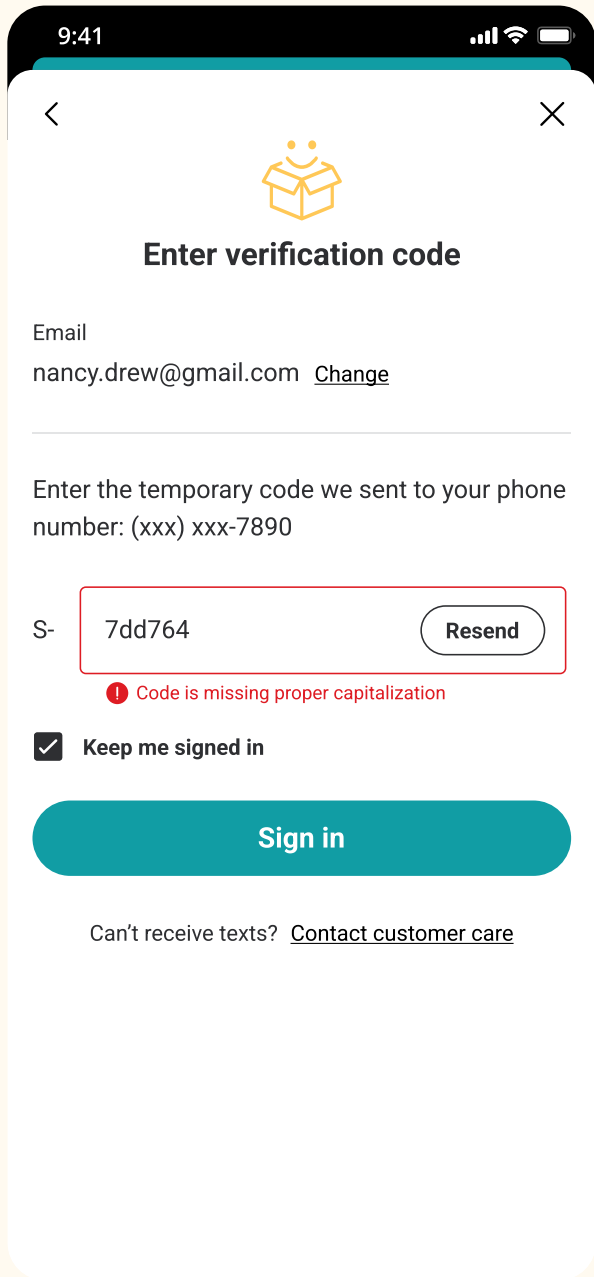 9:41
Enter verification code
Email
nancy.drew@gmail.com Change
Enter the temporary code we sent to your phone
number: (xxx) xxx-7890
S- 7dd764 Resend
Code is missing proper capitalization
Keep me signed in
Sign in
Can’t receive texts? Contact customer care